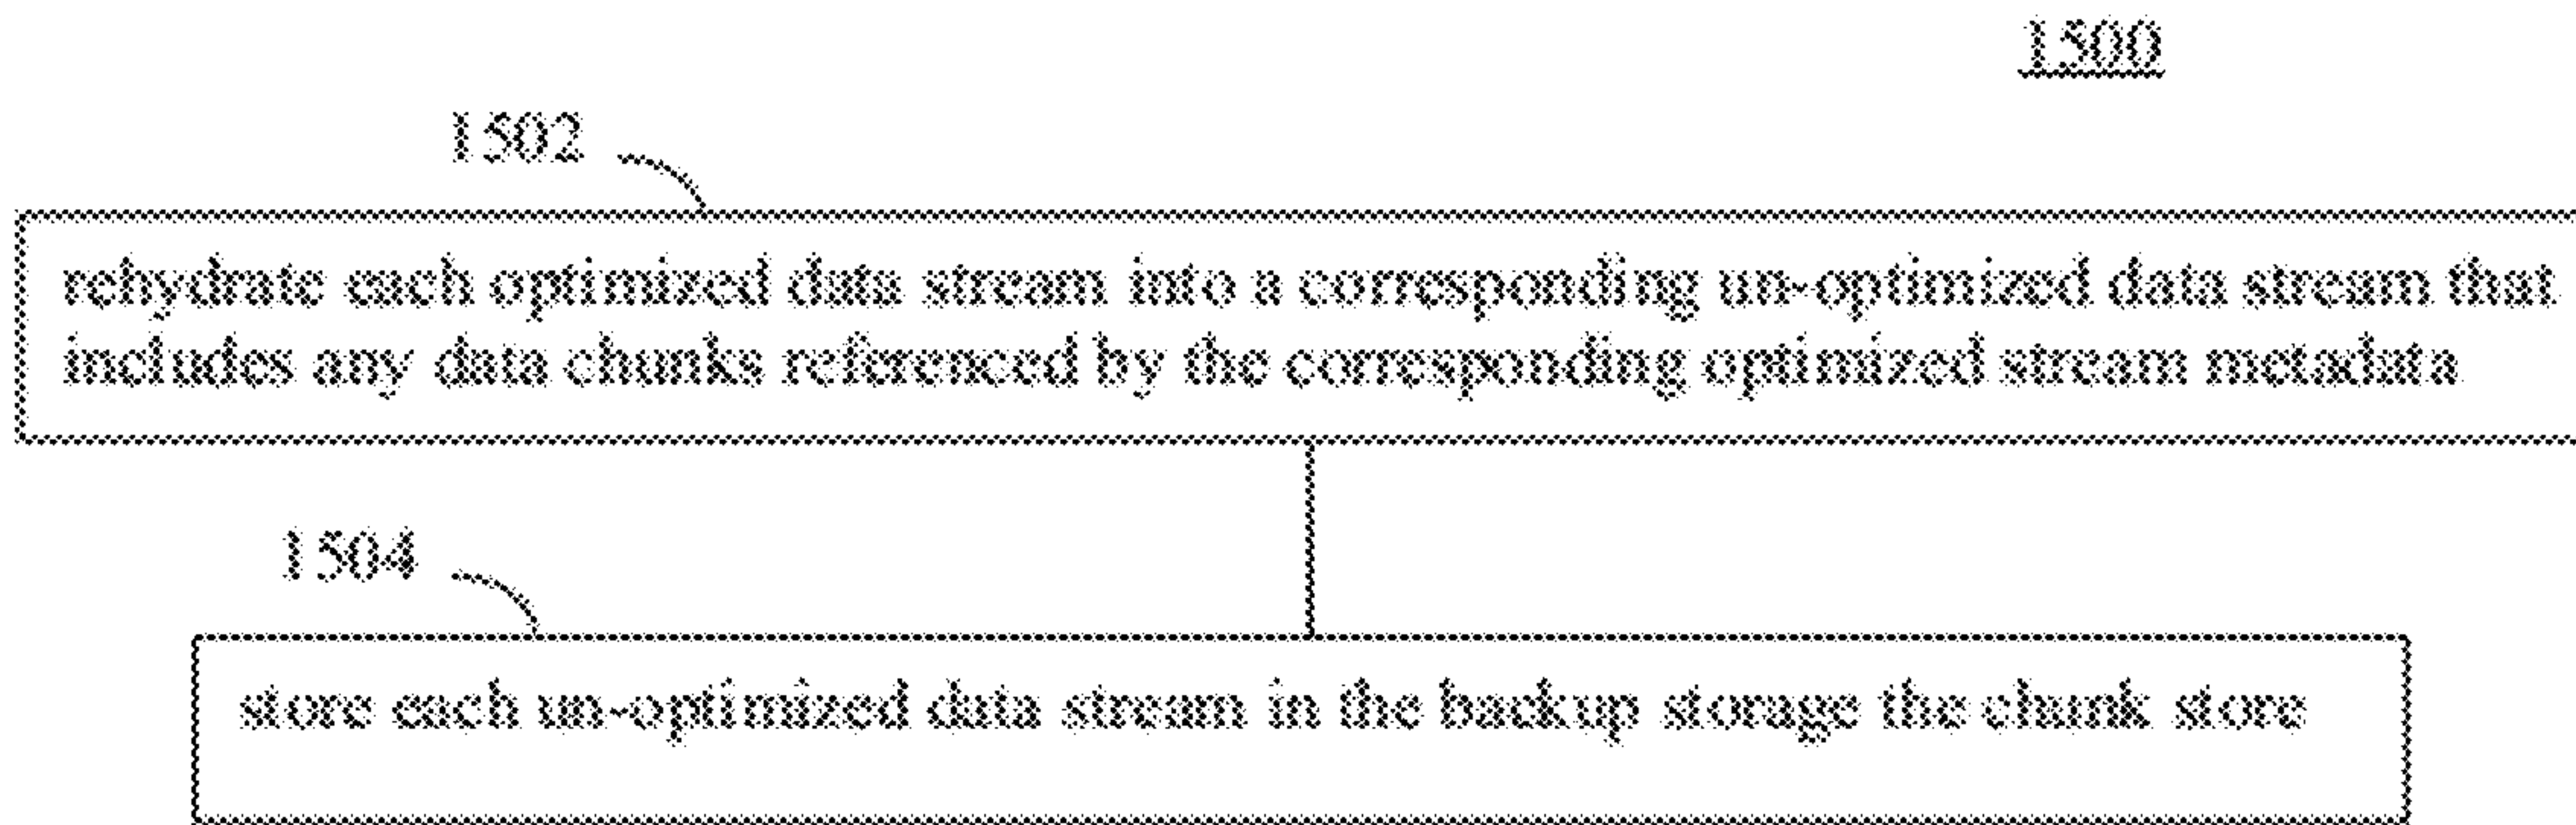 1500
1502
rehydrate each optimized data stream into a corresponding un-optimized data stream that
includes any data chunks referenced by the corresponding optimized stream metadata
1504
store each un-optimized data stream in the backup storage the chunk store